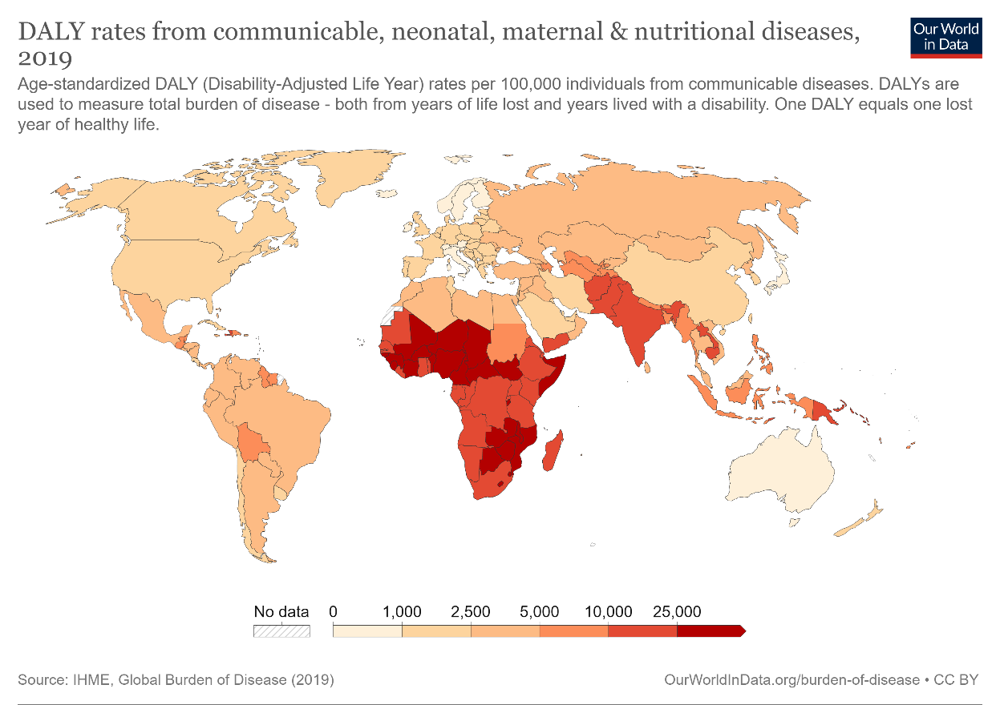 DALY rates from communicable, neonatal, maternal & nutritional diseases,
2019
Our World
in Data
Age-standardized DALY (Disability-Adjusted Life Year) rates per 100,000 individuals from communicable diseases. DALYs are
used to measure total burden of disease - both from years of life lost and years lived with a disability. One DALY equals one lost
year of healthy life.
No data 0 1,000 2,500 5,000 10,000 25,000
Source: IHME, Global Burden of Disease (2019)
OurWorldInData.org/burden-of-disease • CC BY